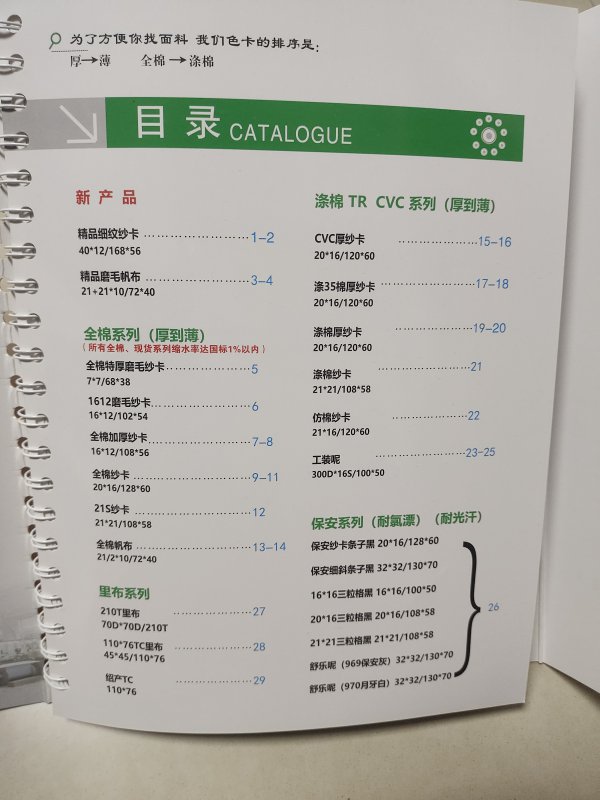 为了方便你找面料 我们色卡的排序是:
厚→薄 全棉→涤棉
目录 CATALOGUE
新产品
精品细纹纱卡 ……………………… 1-2
40*12/168*56
精品磨毛帆布 ……………………… 3-4
21+21*10/72*40
全棉系列（厚到薄）
（所有全棉、现货系列缩水率达国标1%以内）
全棉特厚磨毛纱卡 ………………… 5
7*7/68*38
1612磨毛纱卡 ……………………… 6
16*12/102*54
全棉加厚纱卡 ……………………… 7-8
16*12/108*56
全棉纱卡 ……………………… 9-11
20*16/128*60
21S纱卡 ……………………… 12
21*21/108*58
全棉帆布 ……………………… 13-14
21/2*10/72*40
里布系列
210T里布 ……………………… 27
70D*70D/210T
110*76TC里布 ……………………… 28
45*45/110*76
绍产TC ……………………… 29
110*76
涤棉 TR CVC 系列（厚到薄）
CVC厚纱卡 ……………………… 15-16
20*16/120*60
涤35棉厚纱卡 ……………………… 17-18
20*16/120*60
涤棉厚纱卡 ……………………… 19-20
20*16/120*60
涤棉纱卡 ……………………… 21
21*21/108*58
仿棉纱卡 ……………………… 22
21*16/120*60
工装呢 ……………………… 23-25
300D*16S/100*50
保安系列（耐氯漂）（耐光汗）
保安纱卡条子黑 20*16/128*60
保安细斜条子黑 32*32/130*70
16*16三粒格黑 16*16/100*50
20*16三粒格黑 20*16/108*58
21*21三粒格黑 21*21/108*58
舒乐呢（969保安灰）32*32/130*70
舒乐呢（970月牙白）32*32/130*70
26